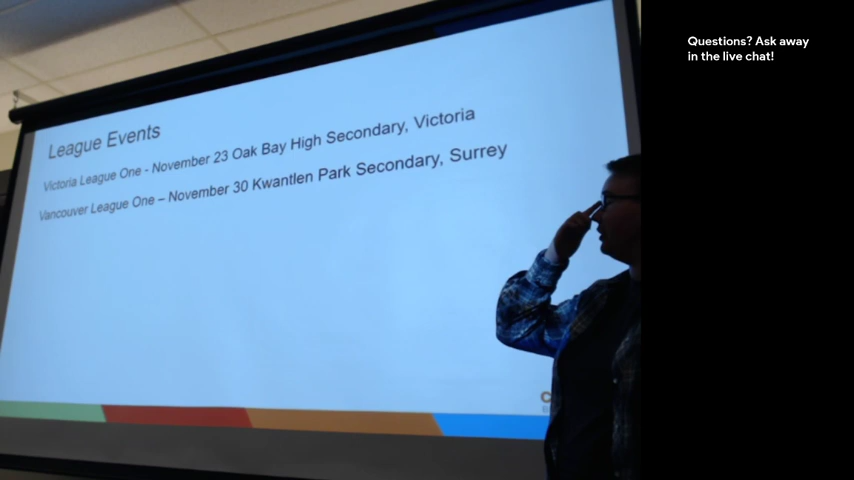 League Events
Victoria League One - November 23 Oak Bay High Secondary, Victoria
Vancouver League One – November 30 Kwantlen Park Secondary, Surrey
Questions? Ask away
in the live chat!